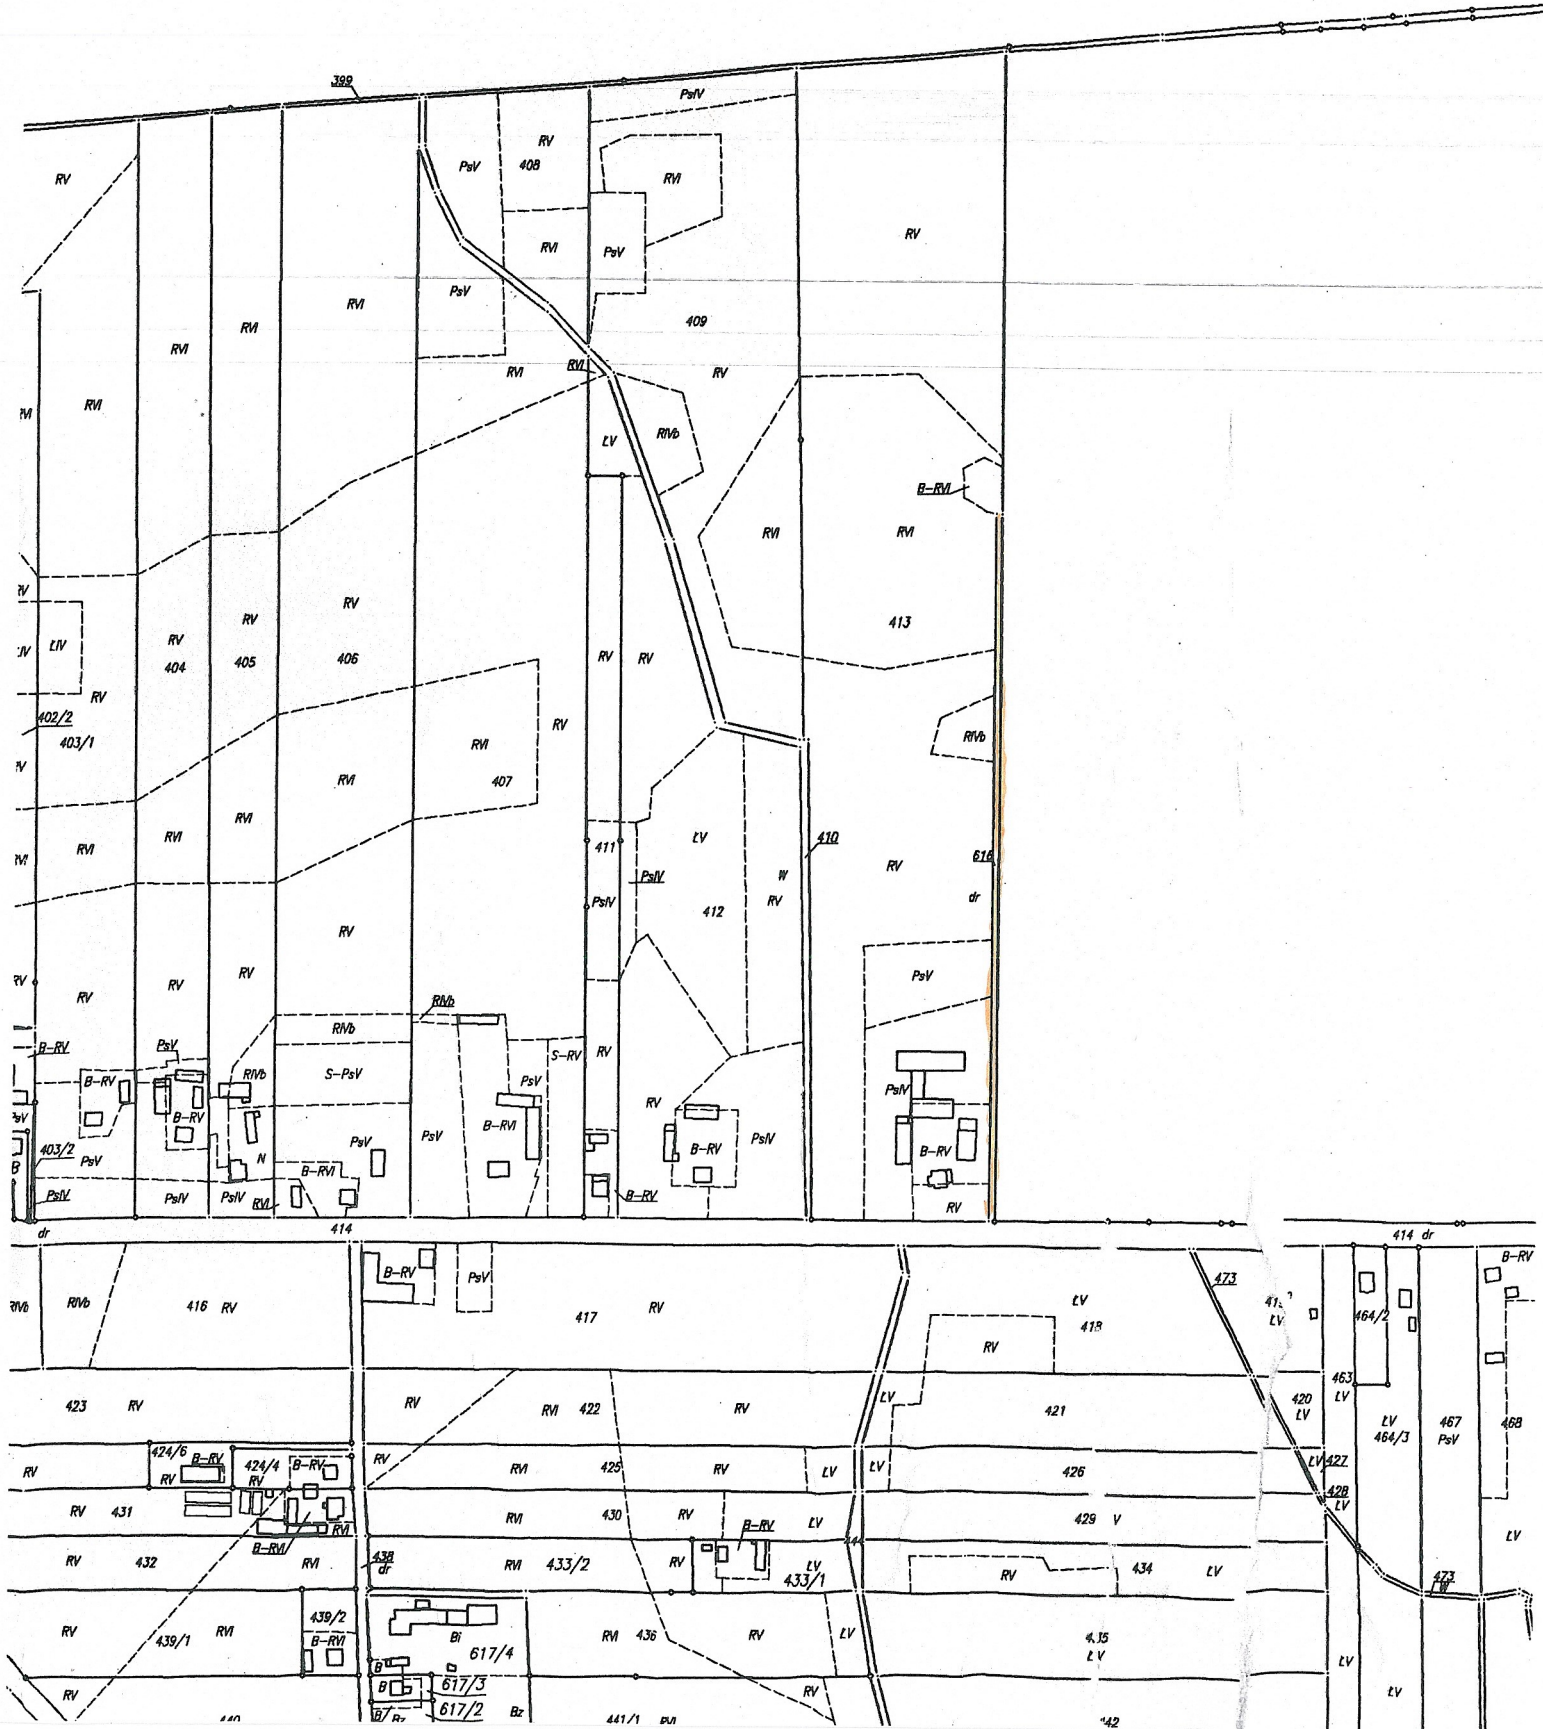 399
PsIV
RV
PsV
RV
408
RVI
RV
RVI
PsV
PsV
RVI
RVI
RVI
409
RVI
RVI
RVI
RV
RVI
ŁV
RIVb
B-RVI
RVI
RVI
RV
RV
413
ŁIV
RV
404
405
406
RV
RV
RV
402/2
403/1
RV
RVI
407
RIVb
RVI
RVI
RVI
RVI
411
ŁV
410
PsIV
W
RV
616
PsIV
412
RV
dr
RV
RV
RV
RV
PsV
RIVb
RIVb
B-RV
PsV
RIVb
S-PsV
PsV
S-RV
RV
B-RV
B-RV
PsIV
RV
B-RVI
403/2
PsV
N
B-RVI
PsV
PsV
B-RV
PsIV
B-RV
PsIV
PsIV
PsIV
RVI
B-RV
RV
dr
414
414 dr
B-RV
B-RV
PsV
473
RIVb
RIVb
416 RV
417
RV
ŁV
418
ŁV
464/2
RV
463
ŁV
423
RV
RV
RVI
422
RV
ŁV
421
420
ŁV
ŁV
464/3
467
PsV
468
424/6
B-RV
424/4
B-RV
RV
RV
RV
RV
RVI
425
RV
ŁV
ŁV
426
ŁV
427
428
ŁV
RV
431
RVI
B-RVI
RVI
430
RV
ŁV
429
V
B-RV
ŁV
RV
432
RVI
438
dr
RVI
433/2
RV
ŁV
433/1
RV
434
ŁV
473
W
RV
439/1
RVI
439/2
B-RVI
Bi
617/4
RVI
436
RV
ŁV
ŁV
ŁV
RV
B
B
617/3
617/2
Bz
RV
ŁV
441/1